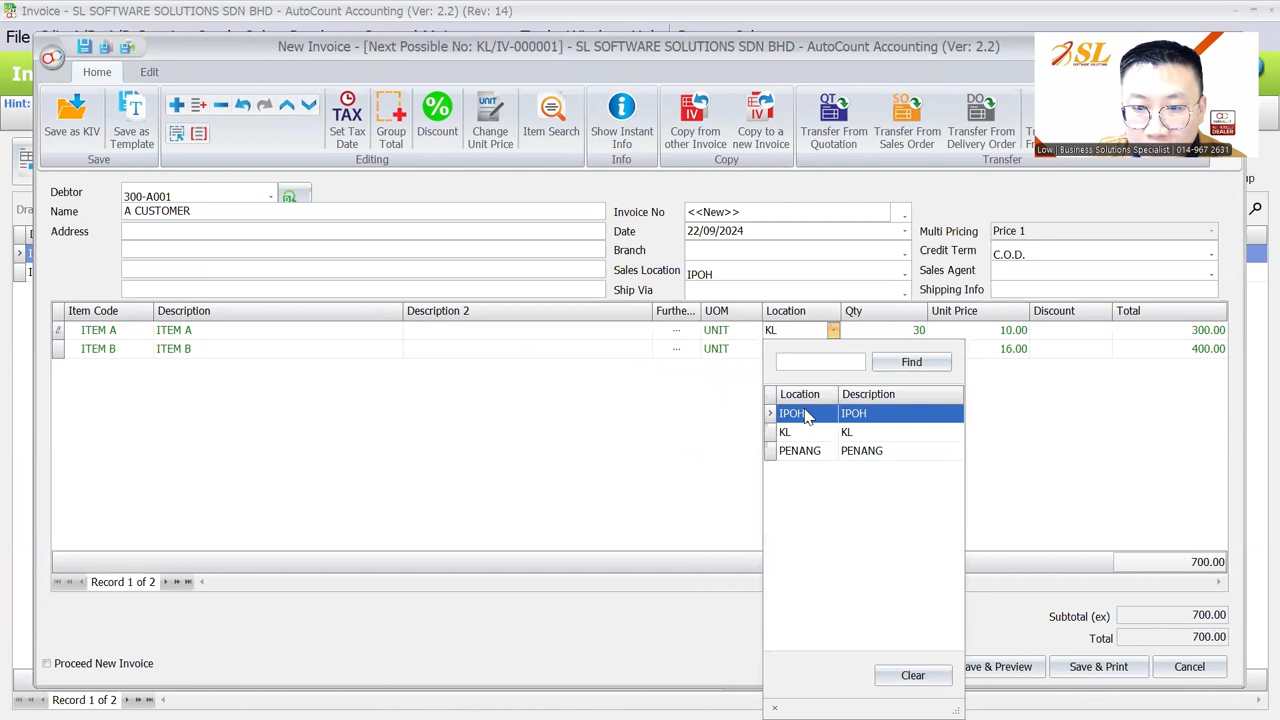 Invoice - SL SOFTWARE SOLUTIONS SDN BHD - AutoCount Accounting (Ver: 2.2) (Rev: 14)
File
New Invoice - [Next Possible No: KL/IV-000001] - SL SOFTWARE SOLUTIONS SDN BHD - AutoCount Accounting (Ver: 2.2)
SL
SOFTWARE SOLUTIONS
Home Edit
Hint:
Save as KIV
Save as Template
Set Tax Date
Group Total
Discount
Change Unit Price
Item Search
Show Instant Info
Copy from other Invoice
Copy to a new Invoice
Transfer From Quotation
Transfer From Sales Order
Transfer From Delivery Order
Save Editing Info Copy Transfer
DEALER
Low | Business Solutions Specialist | 014-967 2631
Debtor 300-A001
Name A CUSTOMER
Address
Invoice No <<New>>
Date 22/09/2024
Branch
Sales Location IPOH
Ship Via
Multi Pricing Price 1
Credit Term C.O.D.
Sales Agent
Shipping Info
Item Code Description Description 2 Furthe... UOM Location Qty Unit Price Discount Total
ITEM A ITEM A ... UNIT KL 30 10.00 300.00
ITEM B ITEM B ... UNIT 16.00 400.00
Find
Location Description
IPOH IPOH
KL KL
PENANG PENANG
700.00
Record 1 of 2
Subtotal (ex) 700.00
Total 700.00
Proceed New Invoice
Clear
& Preview
Save & Print
Cancel
Record 1 of 2